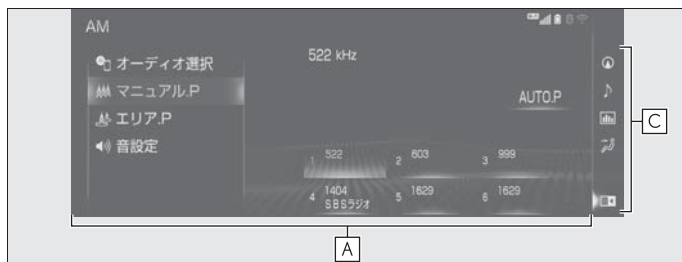 AM
522 kHz
オーディオ選択
マニュアル.P
AUTO.P
エリア.P
音設定
1 522
2 603
3 999
4 1404 SBSラジオ
5 1629
6 1629
A
C